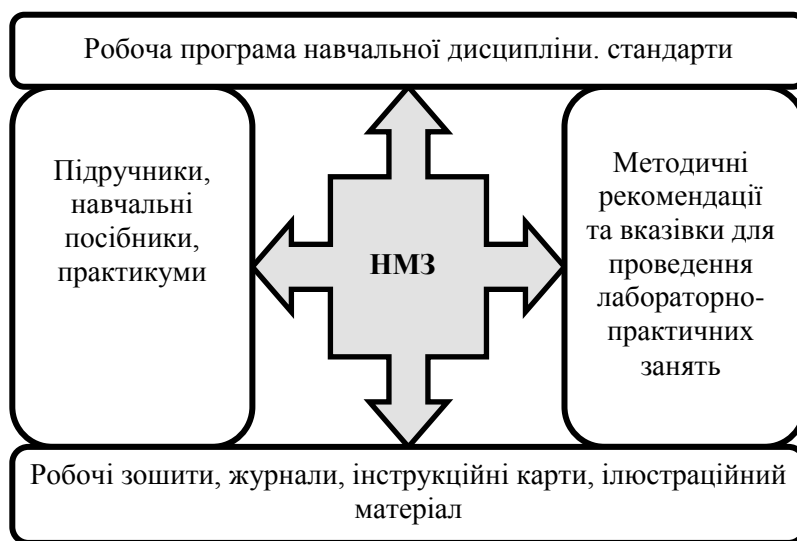 Робоча програма навчальної дисципліни. стандарти
Підручники,
навчальні
посібники,
практикуми
НМЗ
Методичні
рекомендації
та вказівки для
проведення
лабораторно-
практичних
занять
Робочі зошити, журнали, інструкційні карти, ілюстраційний
матеріал